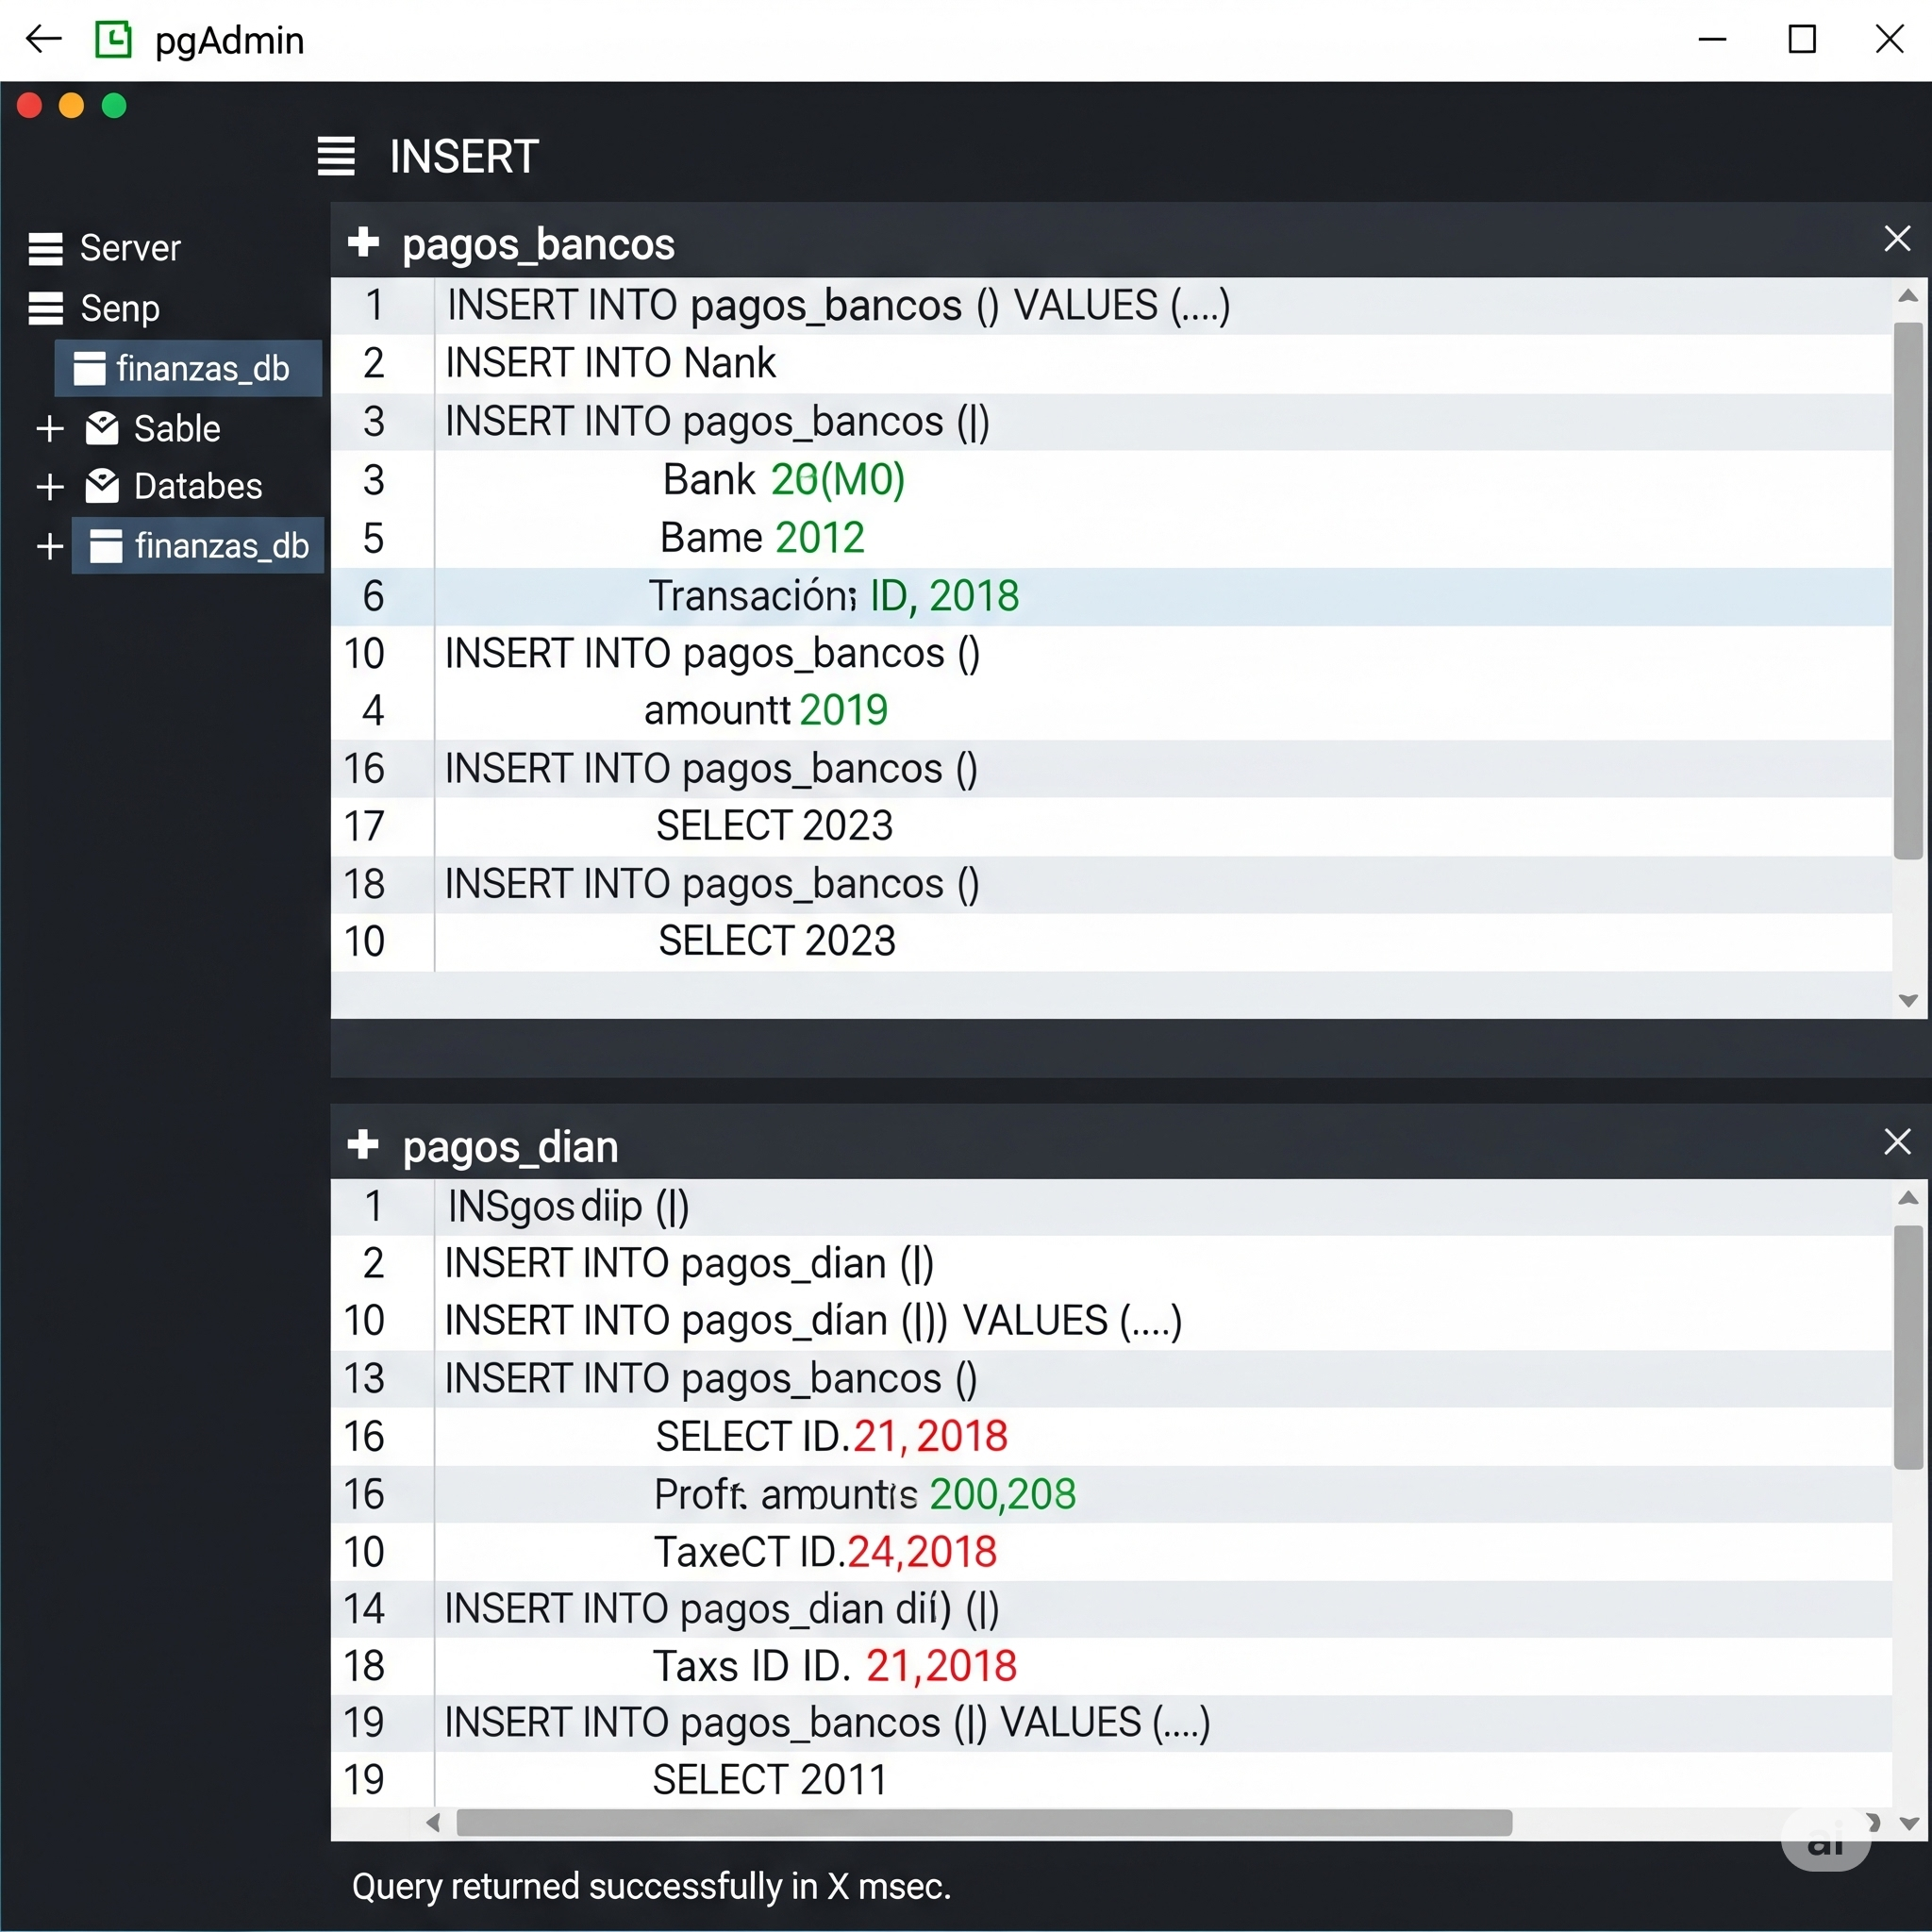 pgAdmin
INSERT
Server
Senp
finanzas_db
Sable
Databes
finanzas_db
pagos_bancos
1 INSERT INTO pagos_bancos () VALUES (....)
2 INSERT INTO Nank
3 INSERT INTO pagos_bancos (|)
3 Bank 20(M0)
5 Bame 2012
6 Transación; ID, 2018
10 INSERT INTO pagos_bancos ()
4 amountt 2019
16 INSERT INTO pagos_bancos ()
17 SELECT 2023
18 INSERT INTO pagos_bancos ()
10 SELECT 2023
pagos_dian
1 INSgos diip (|)
2 INSERT INTO pagos_dian (|)
10 INSERT INTO pagos_dían (|)) VALUES (....)
13 INSERT INTO pagos_bancos ()
16 SELECT ID.21, 2018
16 200,208
10 TaxeCT ID.24,2018
14 INSERT INTO pagos_dian (|)
18 Taxs ID ID. 21,2018
19 INSERT INTO pagos_bancos (|) VALUES (....)
19 SELECT 2011
Query returned successfully in X msec.
ai